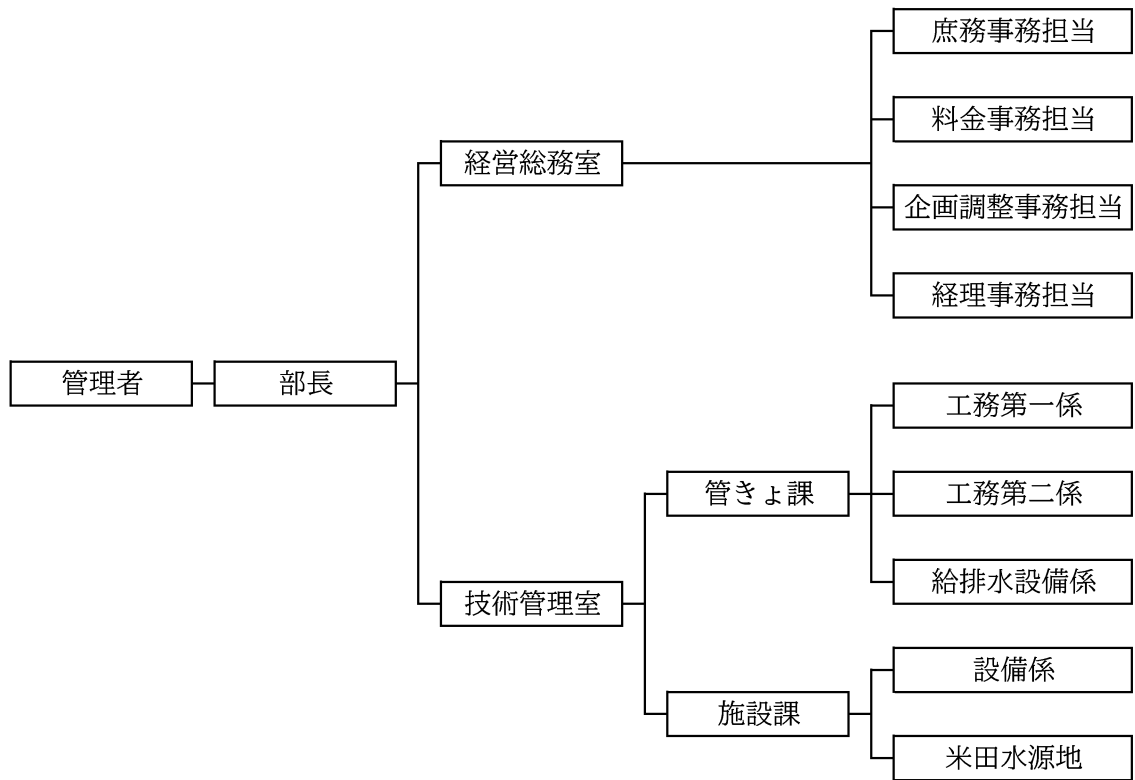 管理者
部長
経営総務室
庶務事務担当
料金事務担当
企画調整事務担当
経理事務担当
技術管理室
管きょ課
工務第一係
工務第二係
給排水設備係
施設課
設備係
米田水源地